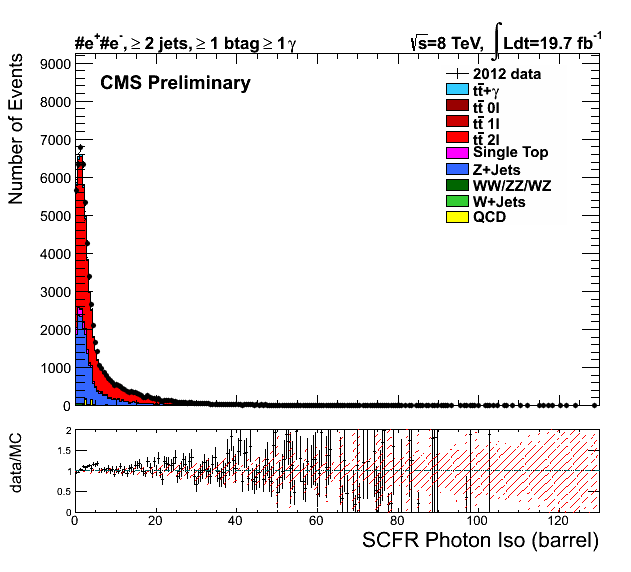 #e⁺#e⁻, ≥ 2 jets, ≥ 1 btag ≥ 1 γ
√s=8 TeV, ∫ Ldt=19.7 fb⁻¹
CMS Preliminary
2012 data
tt̄+γ
tt̄ 0l
tt̄ 1l
tt̄ 2l
Single Top
Z+Jets
WW/ZZ/WZ
W+Jets
QCD
Number of Events
9000
8000
7000
6000
5000
4000
3000
2000
1000
0
data/MC
2
1.5
1
0.5
0
0 20 40 60 80 100 120
SCFR Photon Iso (barrel)